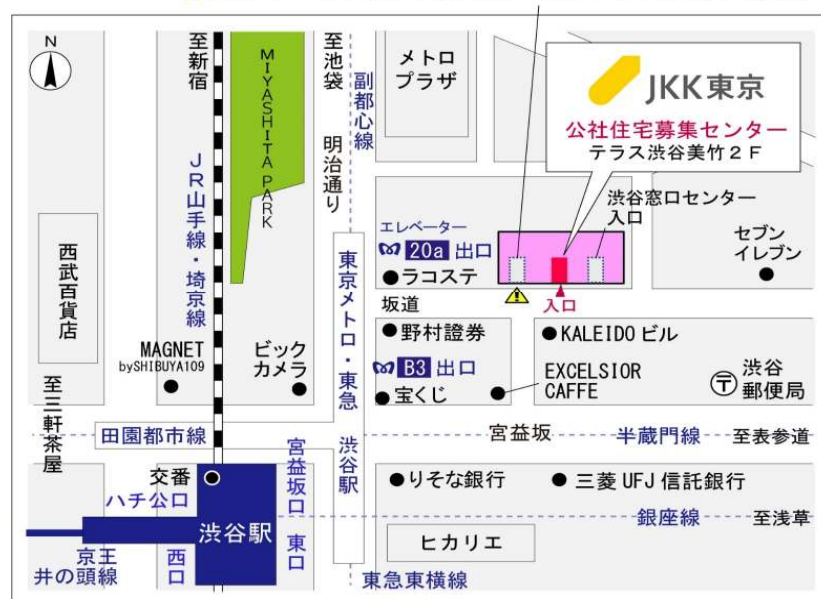 N
至新宿
MIYASHITA PARK
至池袋
明治通り
副都心線
メトロ
プラザ
JKK東京
公社住宅募集センター
テラス渋谷美竹2F
JR山手線・埼京線
エレベーター
20a 出口
ラコステ
渋谷窓口センター
入口
セブン
イレブン
西武百貨店
東京メトロ・東急 渋谷駅
坂道
入口
野村證券
KALEIDO ビル
MAGNET
bySHIBUYA109
ビック
カメラ
B3 出口
宝くじ
EXCELSIOR
CAFFE
渋谷
郵便局
至三軒茶屋
田園都市線
宮益坂
半蔵門線
至表参道
交番
ハチ公口
宮益坂口
りそな銀行
三菱 UFJ 信託銀行
渋谷駅
銀座線
至浅草
京王
井の頭線
西口
東口
ヒカリエ
東急東横線